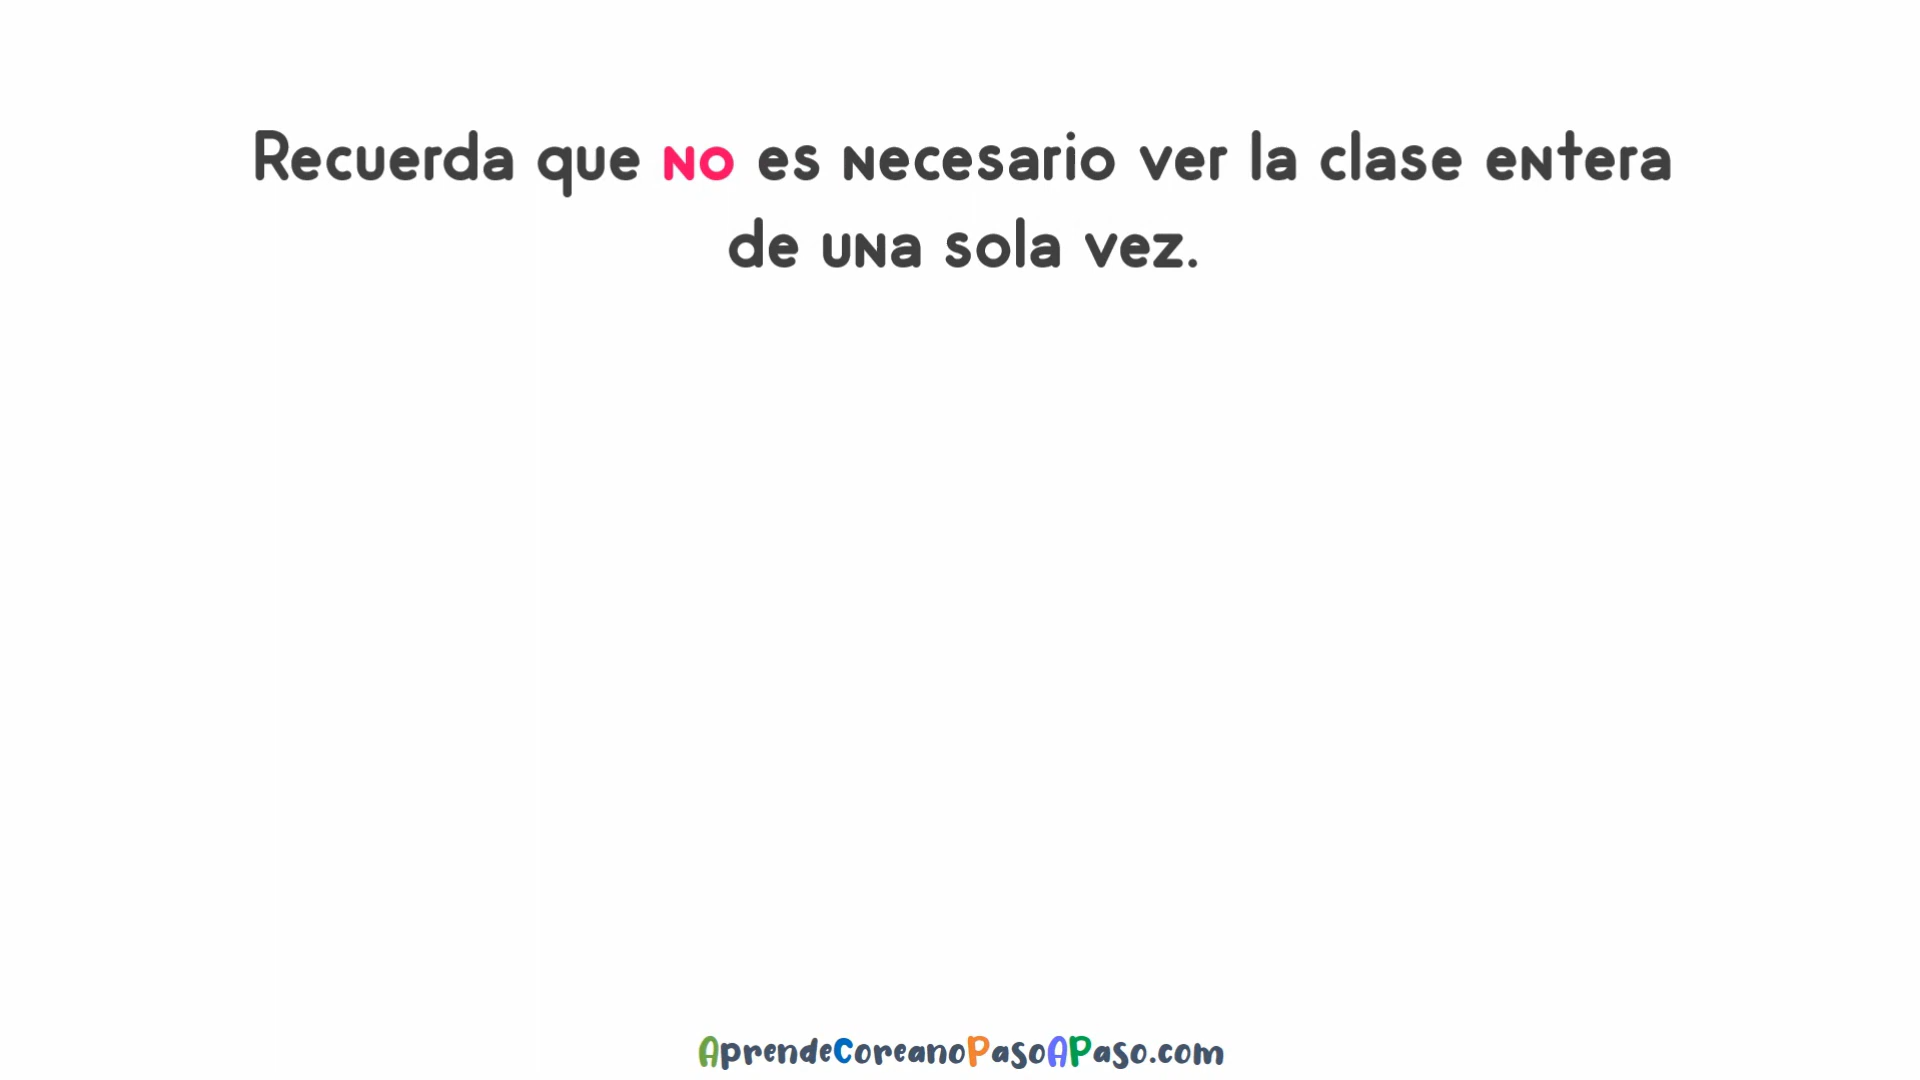 Recuerda que no es necesario ver la clase entera
de una sola vez.
AprendeCoreanoPasoAPaso.com